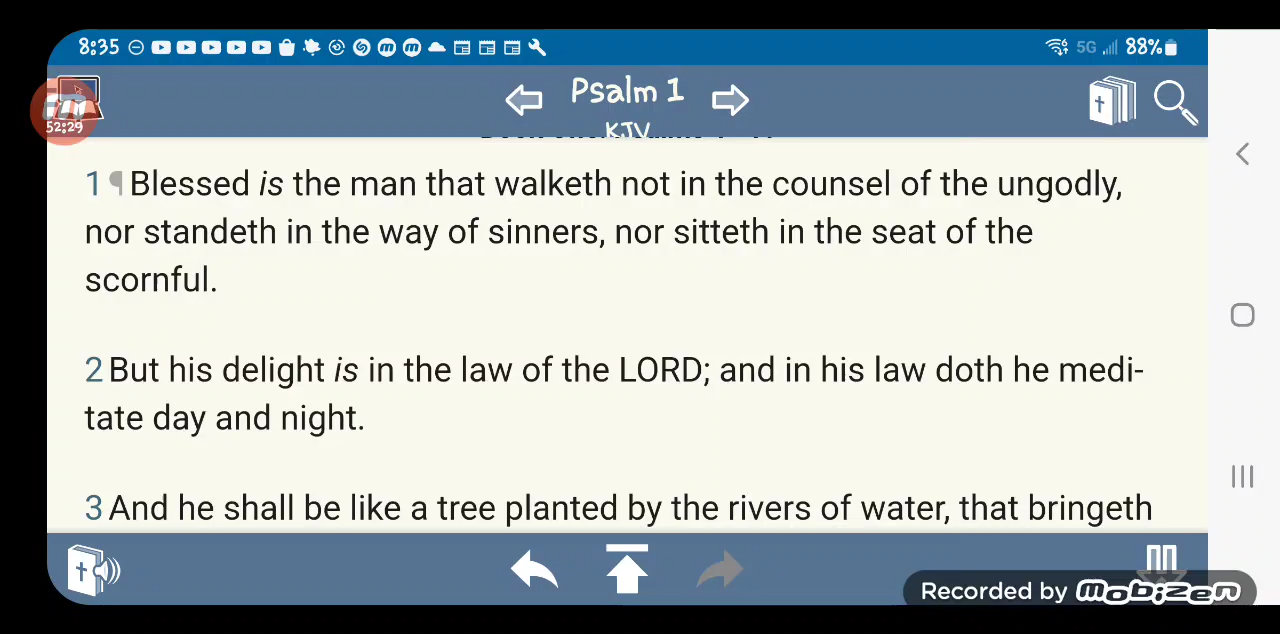 8:35 5G 88%
Psalm 1
KJV
52:29
1 ¶ Blessed is the man that walketh not in the counsel of the ungodly,
nor standeth in the way of sinners, nor sitteth in the seat of the
scornful.
2 But his delight is in the law of the LORD; and in his law doth he medi-
tate day and night.
3 And he shall be like a tree planted by the rivers of water, that bringeth
Recorded by mobizen